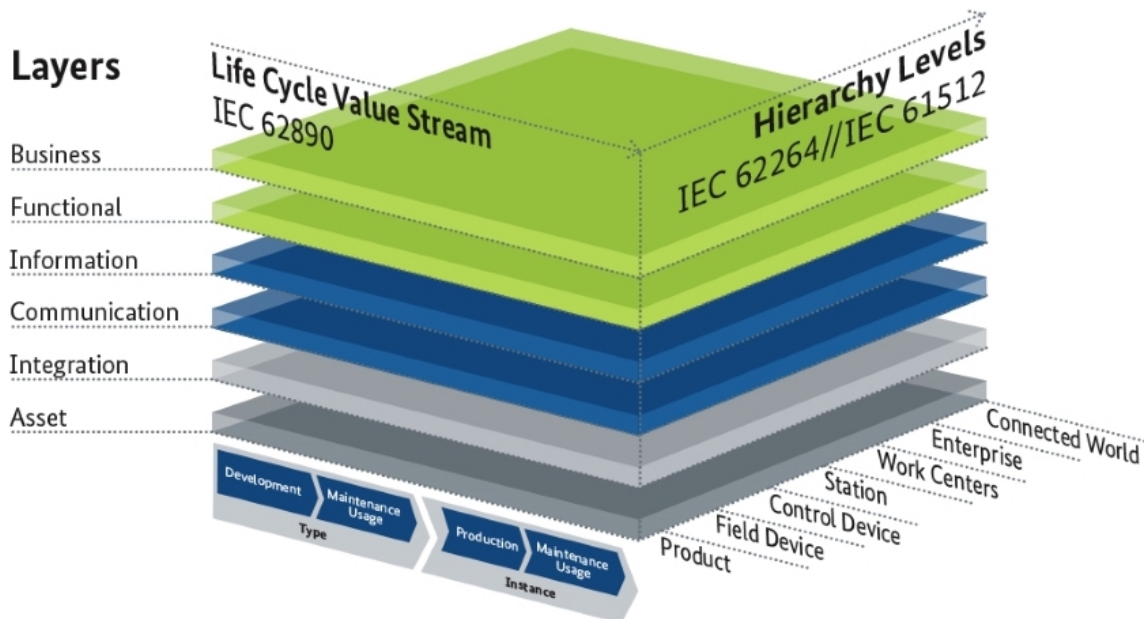 Layers
Life Cycle Value Stream
IEC 62890
Hierarchy Levels
IEC 62264//IEC 61512
Business
Functional
Information
Communication
Integration
Asset
Development
Maintenance
Usage
Type
Production
Maintenance
Usage
Instance
Connected World
Enterprise
Work Centers
Station
Control Device
Field Device
Product